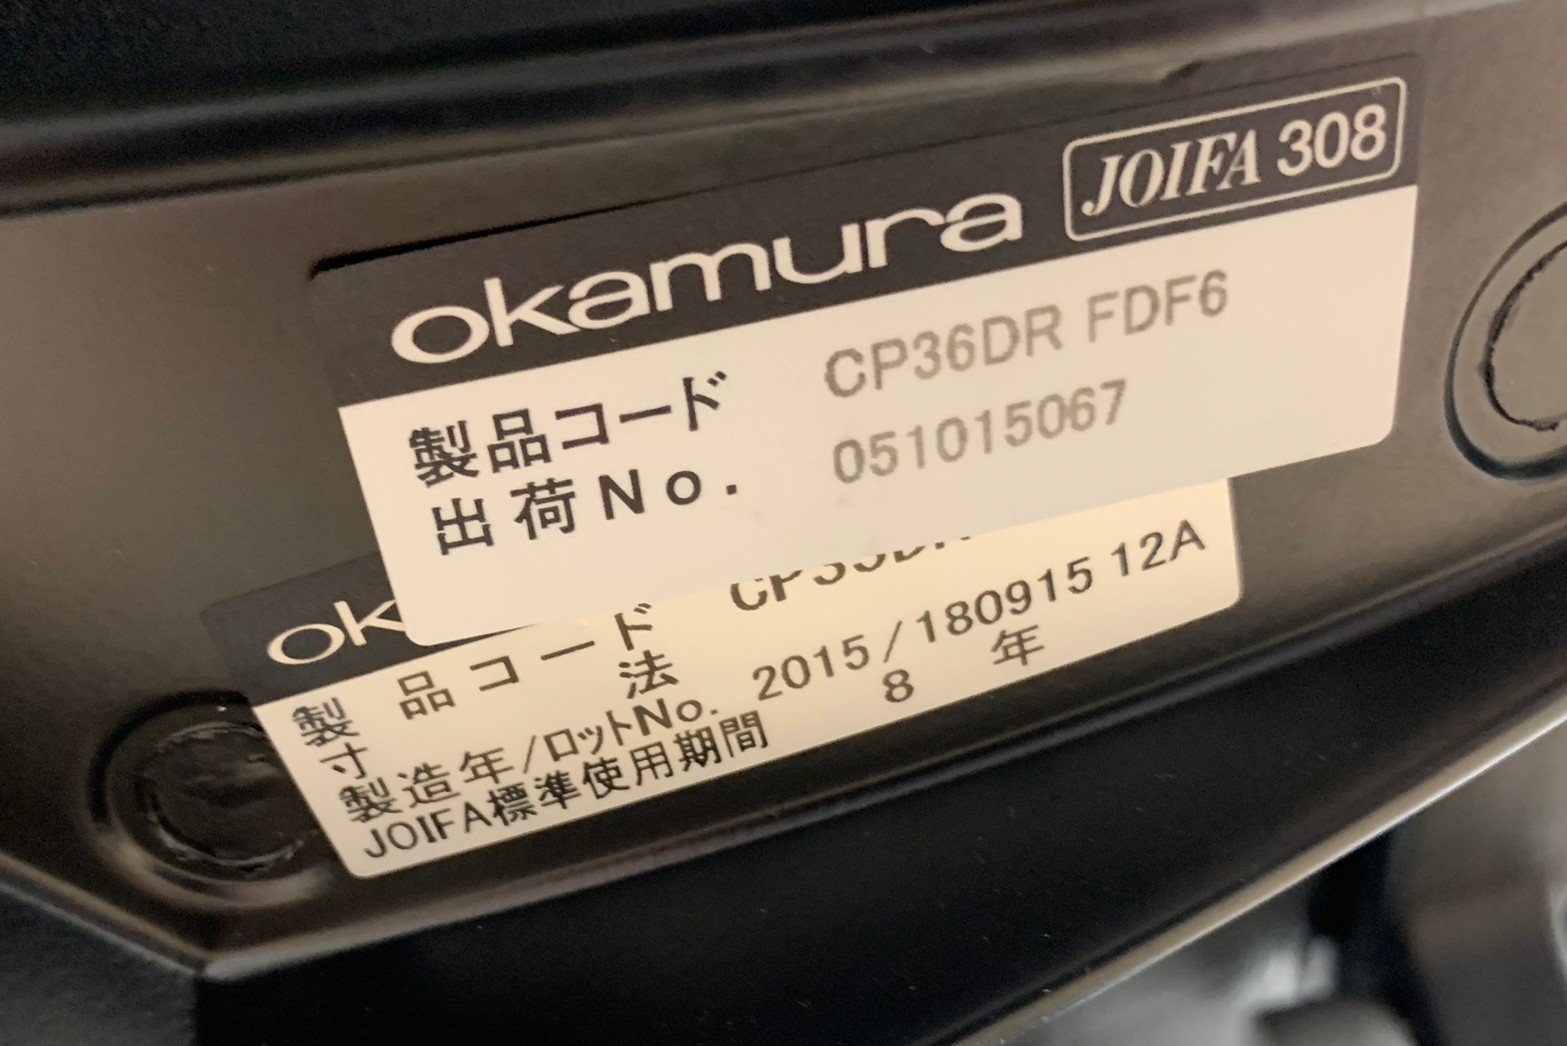 okamura JOIFA 308
製品コード CP36DR FDF6
出荷No. 051015067
ok
製品コード
寸法
製造年/ロットNo. 2015/180915 12A
JOIFA標準使用期間 8 年